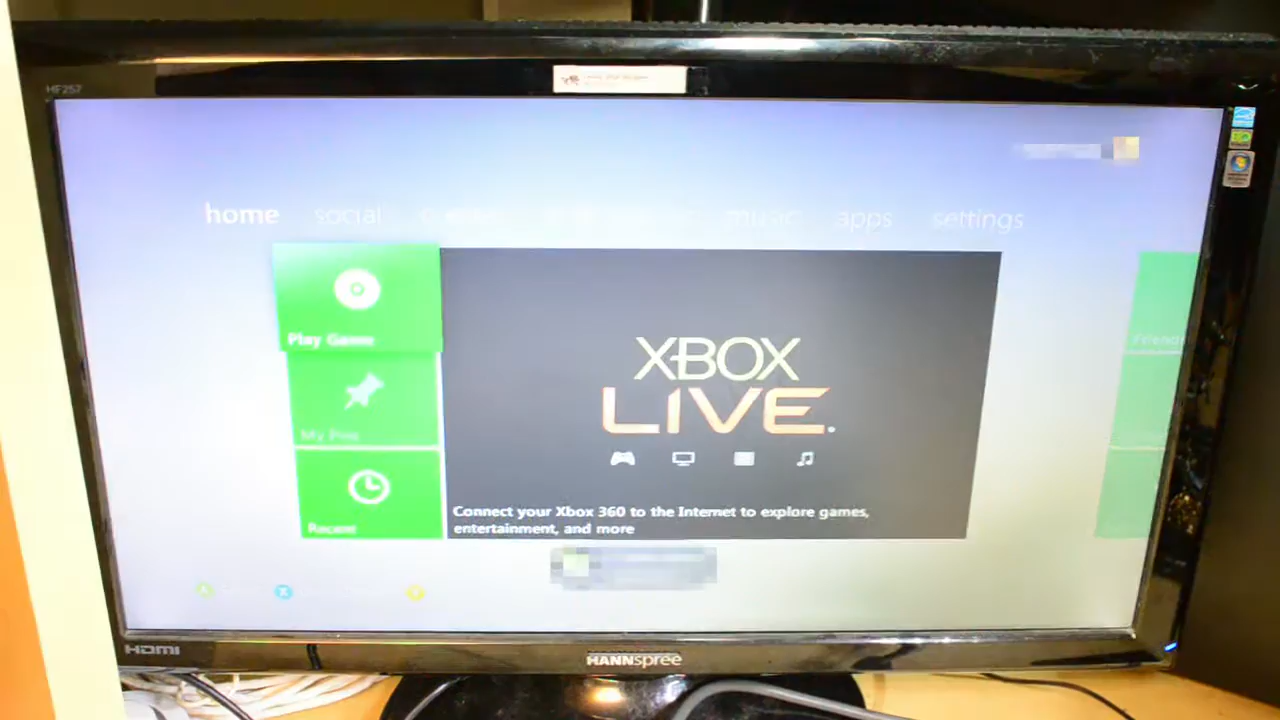 HF257
home social music apps settings
Play Game
My Pins
Recent
XBOX
LIVE.
Friends
Connect your Xbox 360 to the Internet to explore games,
entertainment, and more
X
HDMI
HANNspree